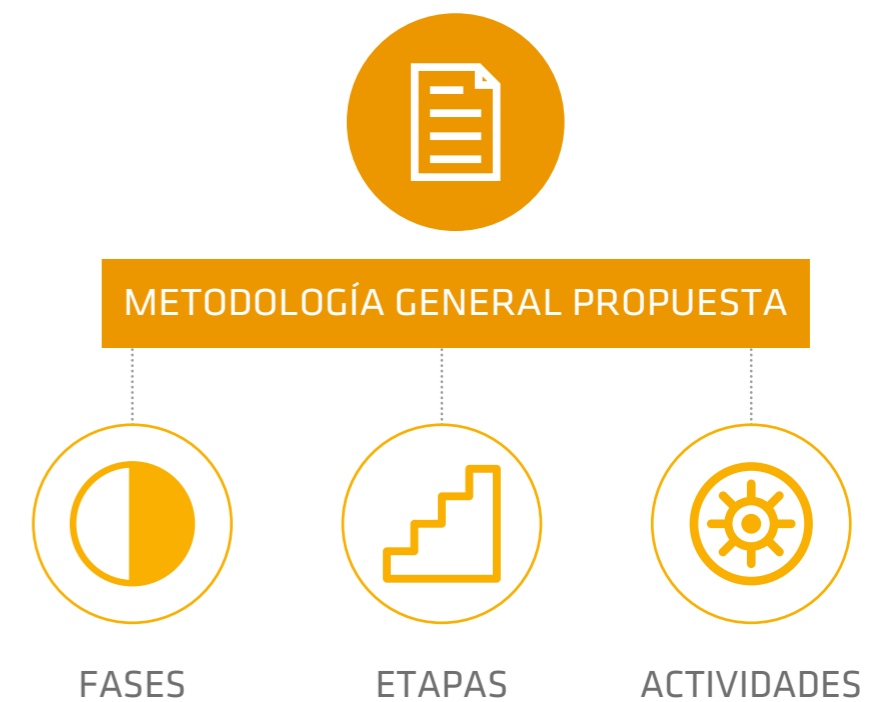 METODOLOGÍA GENERAL PROPUESTA
FASES ETAPAS ACTIVIDADES